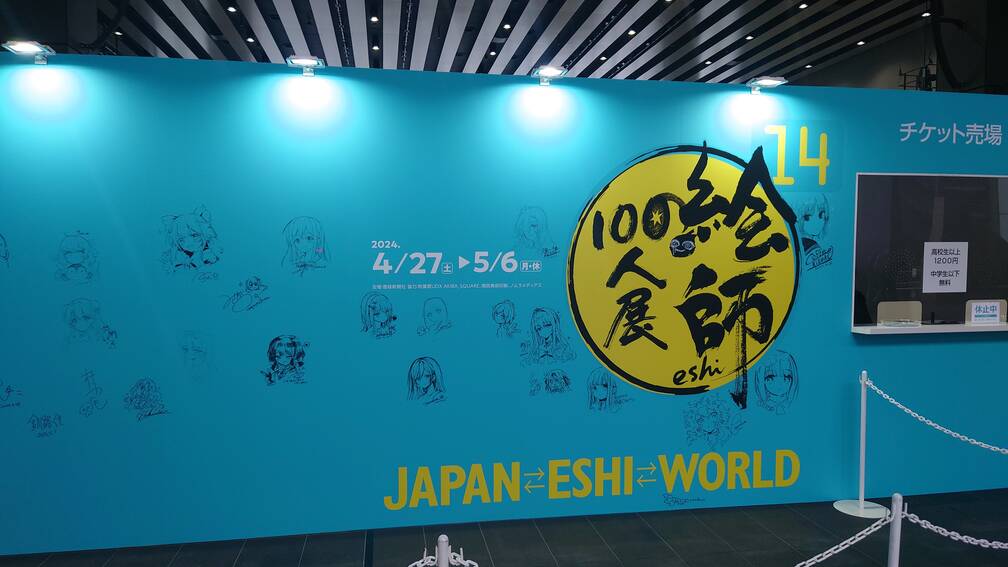 チケット売場
14
絵師
100人展
eshi
2024.
4/27土▶5/6月・休
高校生以上
1200円
中学生以下
無料
休止中
JAPAN⇄ESHI⇄WORLD